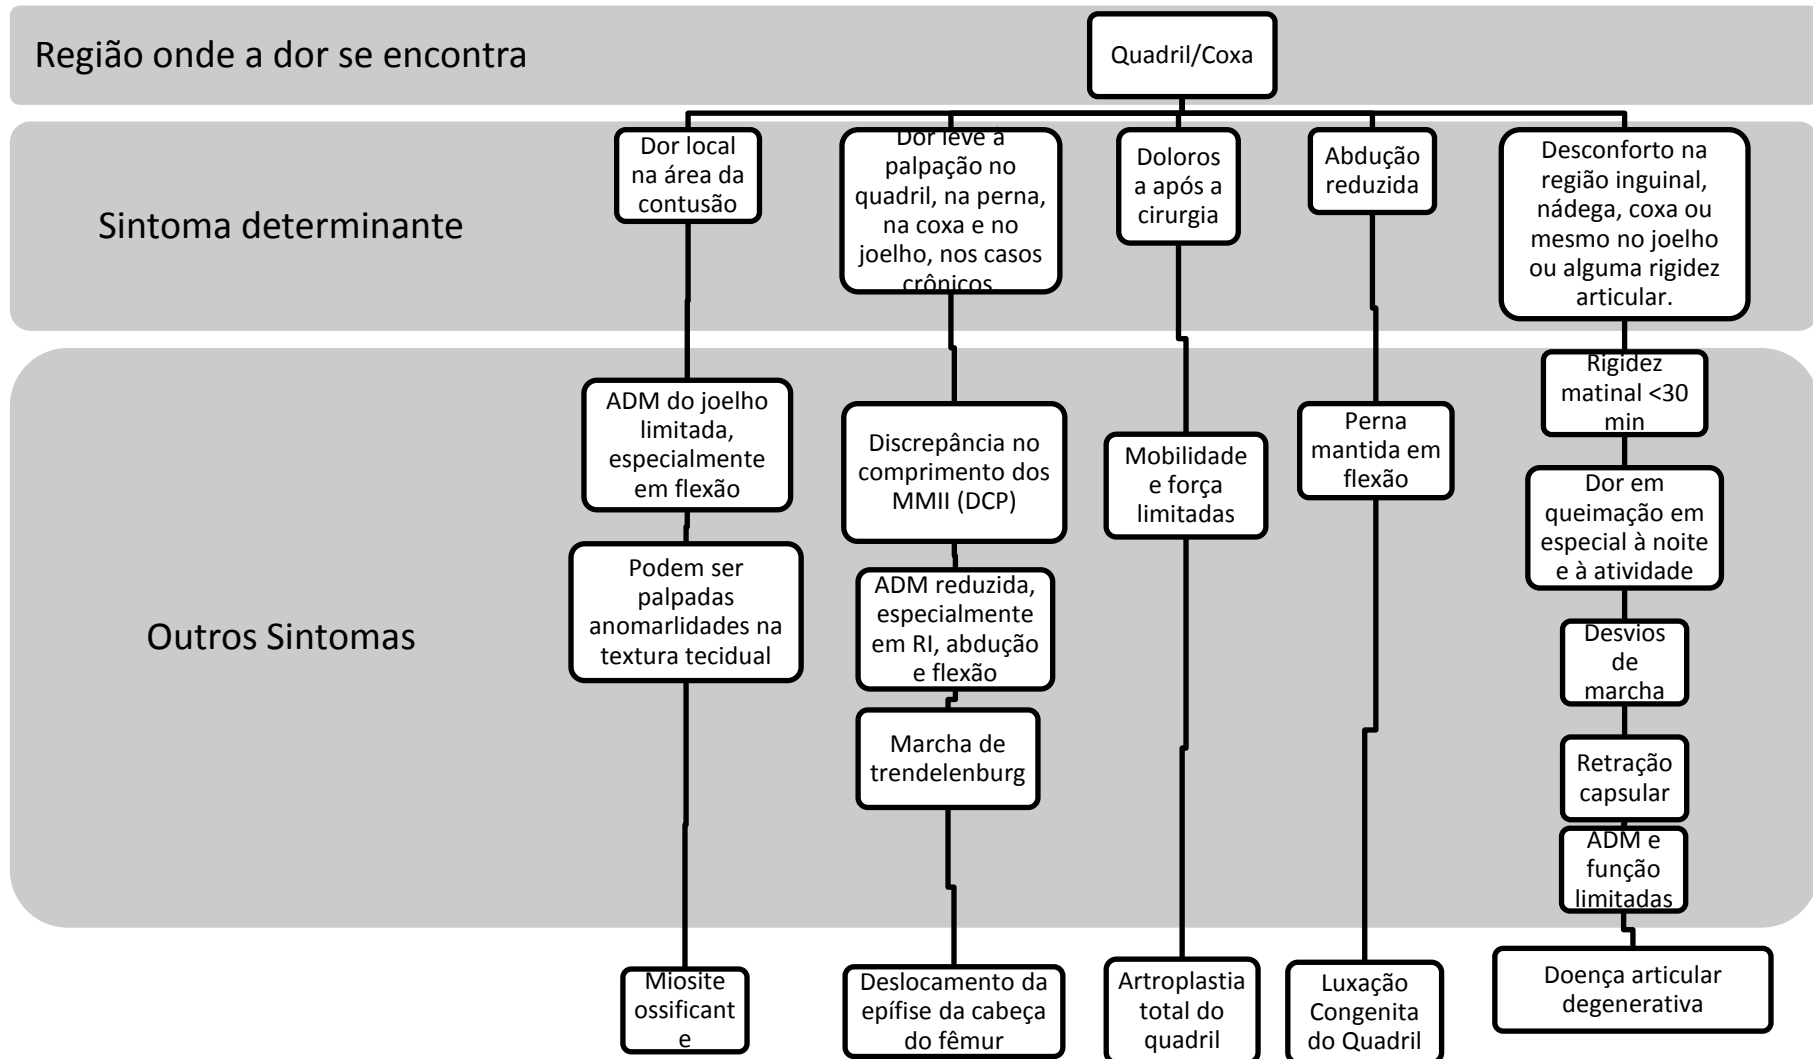 Região onde a dor se encontra
Quadril/Coxa
Sintoma determinante
Dor local
na área da
contusão
Dor leve à
palpação no
quadril, na perna,
na coxa e no
joelho, nos casos
crônicos.
Doloros
a após a
cirurgia
Abdução
reduzida
Desconforto na
região inguinal,
nádega, coxa ou
mesmo no joelho
ou alguma rigidez
articular.
Outros Sintomas
ADM do joelho
limitada,
especialmente
em flexão
Podem ser
palpadas
anomarlidades na
textura tecidual
Discrepância no
comprimento dos
MMII (DCP)
ADM reduzida,
especialmente
em RI, abdução
e flexão
Marcha de
trendelenburg
Mobilidade
e força
limitadas
Perna
mantida em
flexão
Rigidez
matinal <30
min
Dor em
queimação em
especial à noite
e à atividade
Desvios
de
marcha
Retração
capsular
ADM e
função
limitadas
Miosite
ossificant
e
Deslocamento da
epífise da cabeça
do fêmur
Artroplastia
total do
quadril
Luxação
Congenita
do Quadril
Doença articular
degenerativa